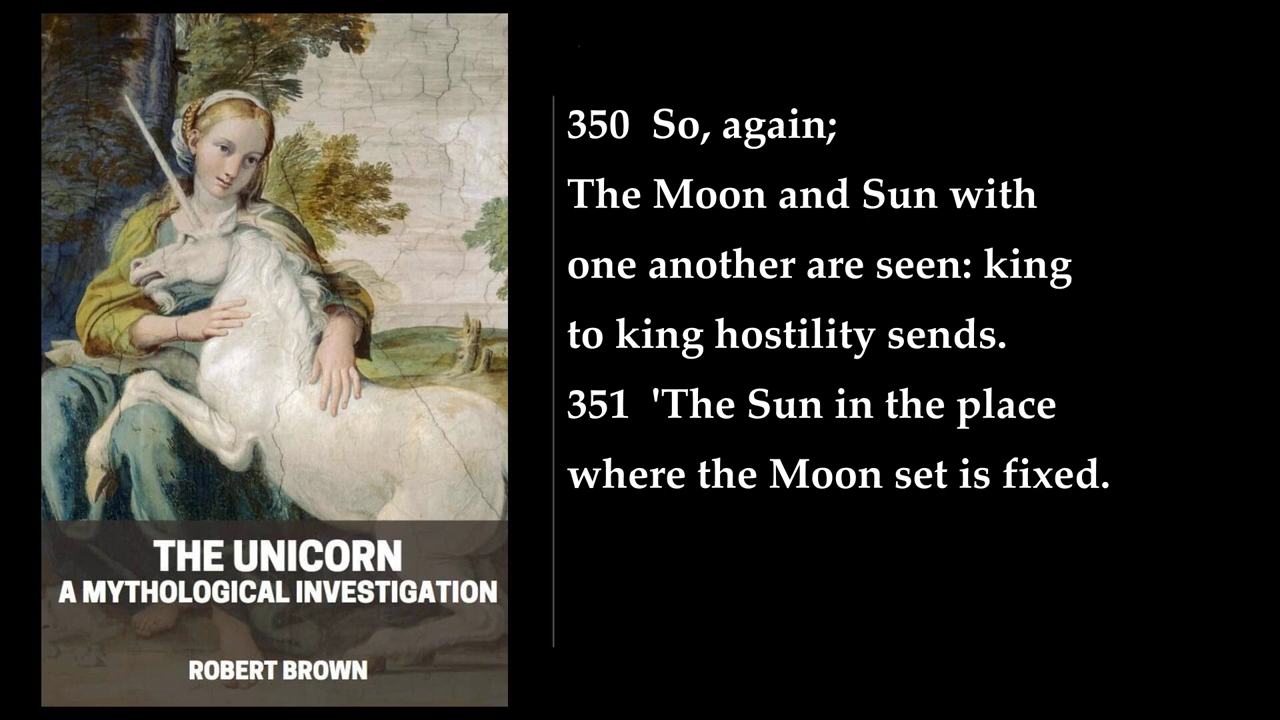 THE UNICORN
A MYTHOLOGICAL INVESTIGATION
ROBERT BROWN
350 So, again;
The Moon and Sun with
one another are seen: king
to king hostility sends.
351 'The Sun in the place
where the Moon set is fixed.